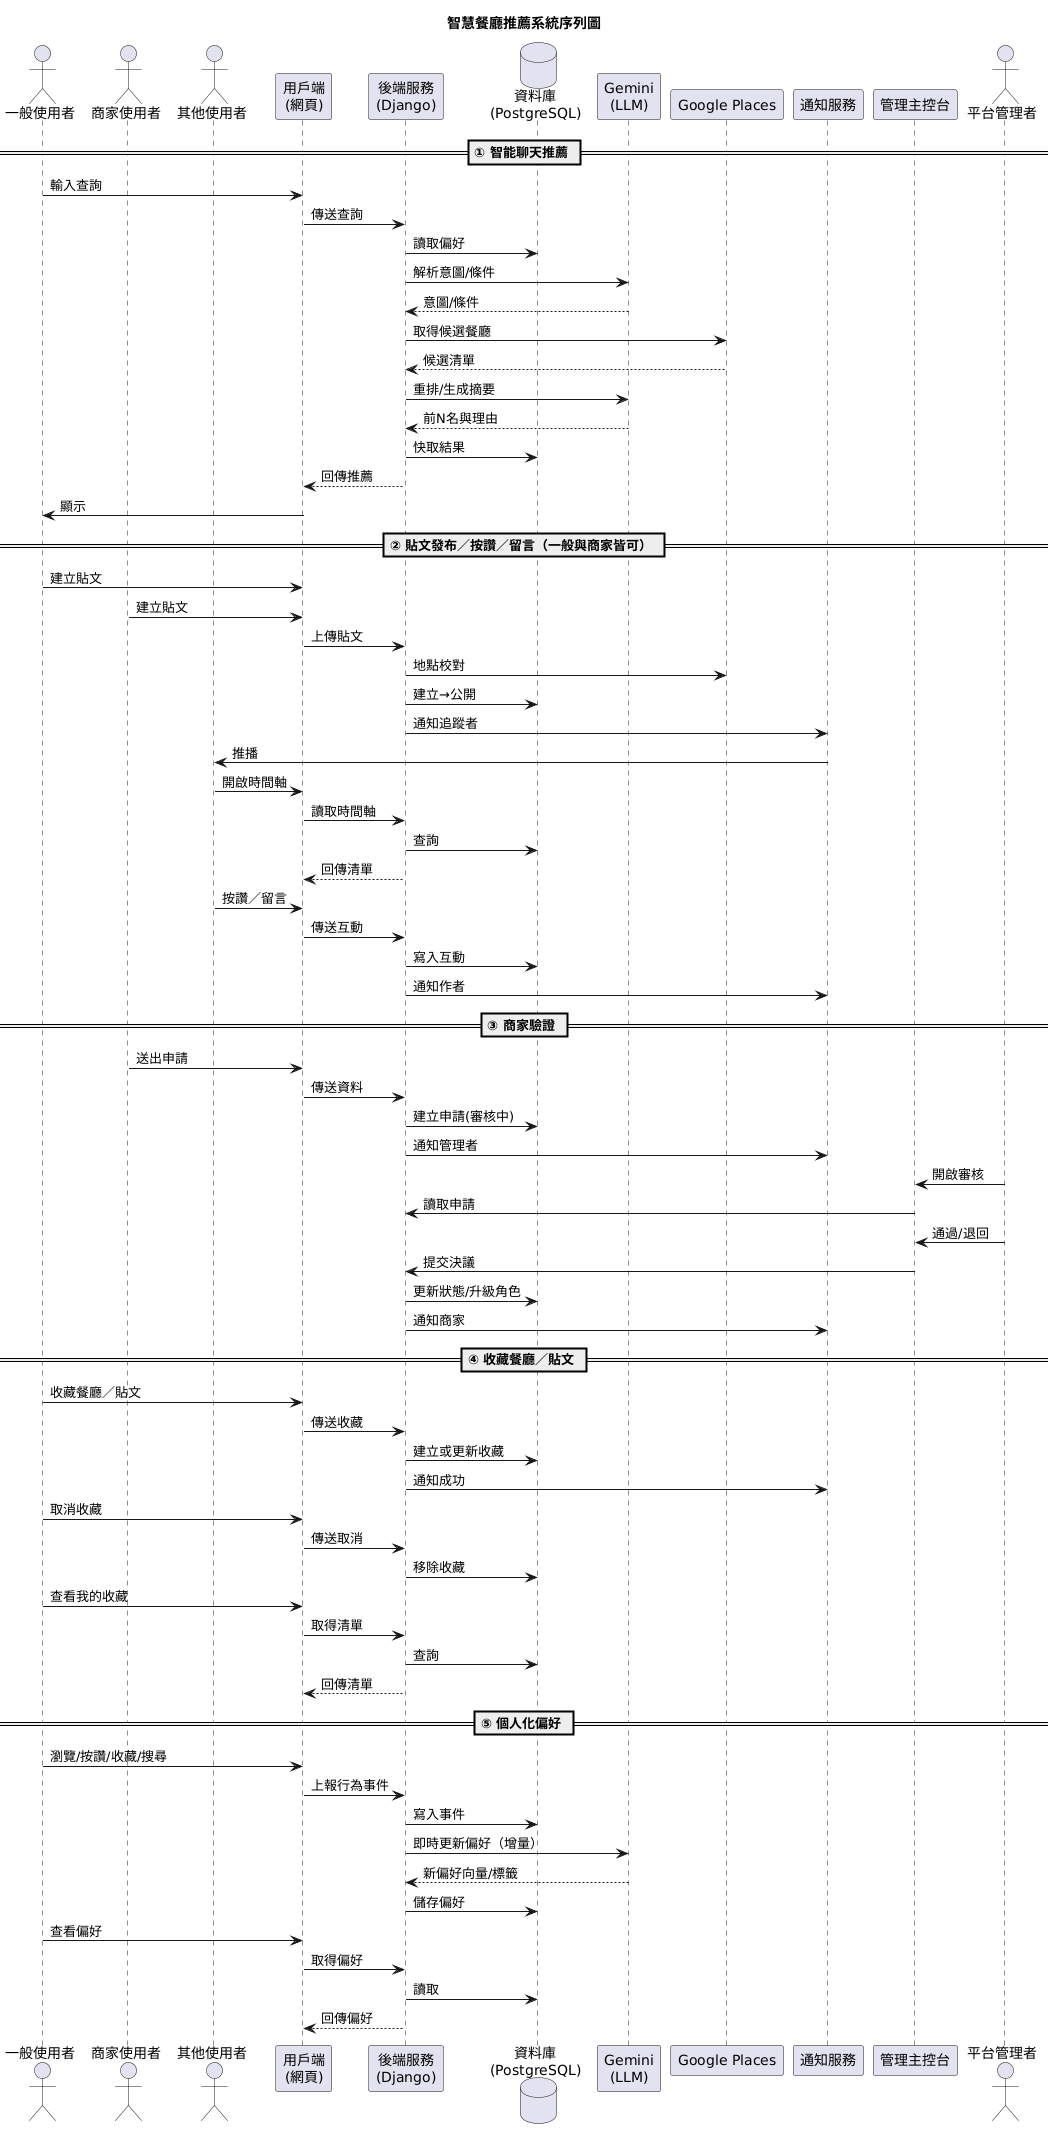 智慧餐廳推薦系統序列圖
一般使用者
商家使用者
其他使用者
用戶端
(網頁)
後端服務
(Django)
資料庫
(PostgreSQL)
Gemini
(LLM)
Google Places
通知服務
管理主控台
平台管理者
① 智能聊天推薦
輸入查詢
傳送查詢
讀取偏好
解析意圖/條件
意圖/條件
取得候選餐廳
候選清單
重排/生成摘要
前N名與理由
快取結果
回傳推薦
顯示
② 貼文發布／按讚／留言（一般與商家皆可）
建立貼文
建立貼文
上傳貼文
地點校對
建立→公開
通知追蹤者
推播
開啟時間軸
讀取時間軸
查詢
回傳清單
按讚／留言
傳送互動
寫入互動
通知作者
③ 商家驗證
送出申請
傳送資料
建立申請(審核中)
通知管理者
開啟審核
讀取申請
通過/退回
提交決議
更新狀態/升級角色
通知商家
④ 收藏餐廳／貼文
收藏餐廳／貼文
傳送收藏
建立或更新收藏
通知成功
取消收藏
傳送取消
移除收藏
查看我的收藏
取得清單
查詢
回傳清單
⑤ 個人化偏好
瀏覽/按讚/收藏/搜尋
上報行為事件
寫入事件
即時更新偏好（增量）
新偏好向量/標籤
儲存偏好
查看偏好
取得偏好
讀取
回傳偏好
一般使用者
商家使用者
其他使用者
用戶端
(網頁)
後端服務
(Django)
資料庫
(PostgreSQL)
Gemini
(LLM)
Google Places
通知服務
管理主控台
平台管理者